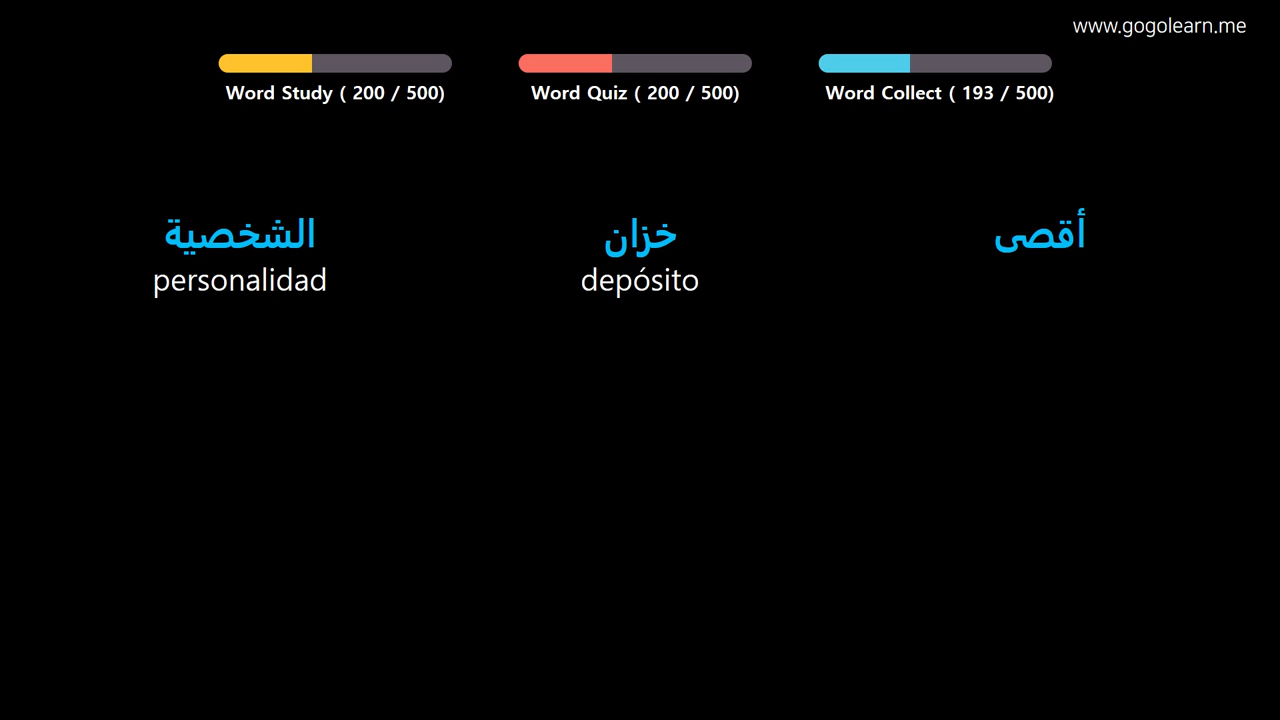 www.gogolearn.me
Word Study ( 200 / 500)
Word Quiz ( 200 / 500)
Word Collect ( 193 / 500)
الشخصية
personalidad
خزان
depósito
أقصى